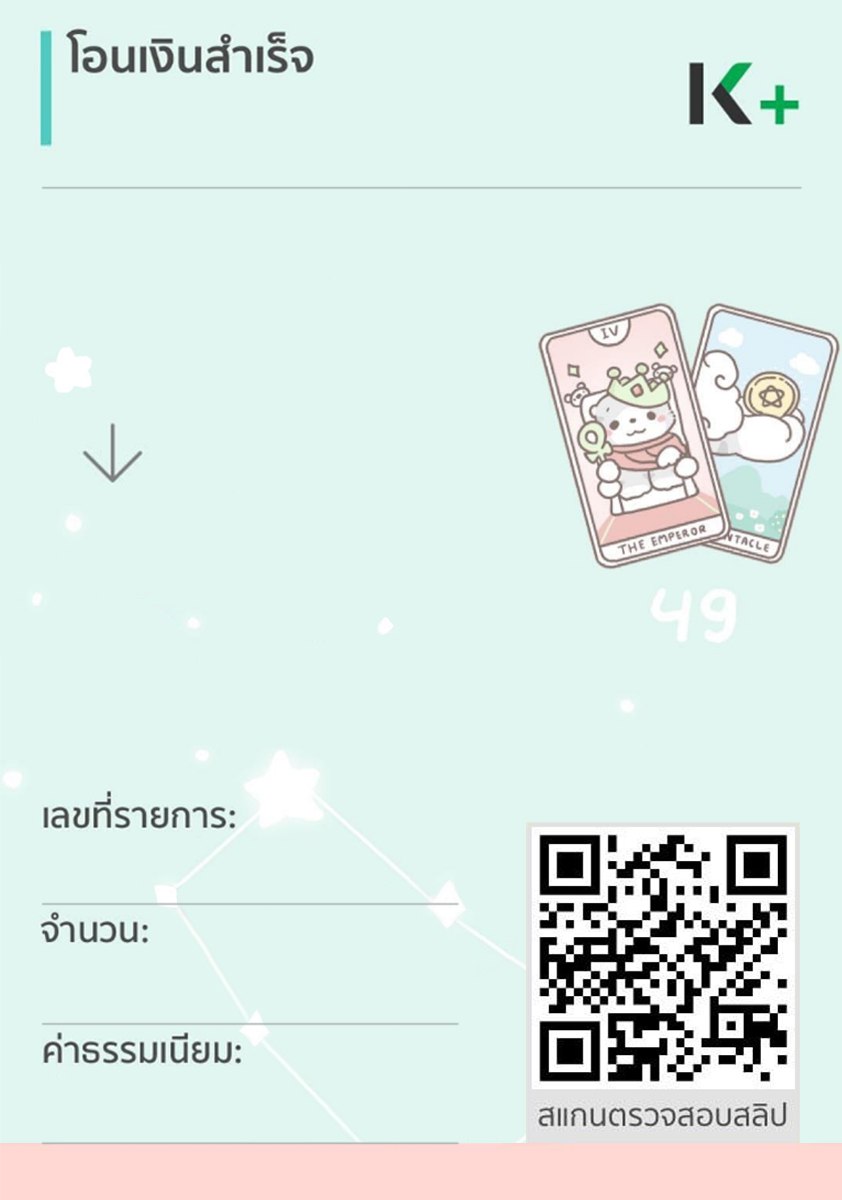 โอนเงินสำเร็จ
K+
IV
THE EMPEROR
NTACLE
49
เลขที่รายการ:
จำนวน:
ค่าธรรมเนียม:
สแกนตรวจสอบสลิป